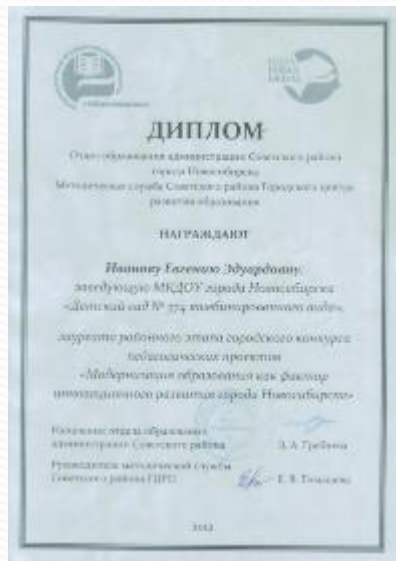 ДИПЛОМ
Отдел образования администрации Советского района
города Новосибирска
Методическая служба Советского района Городского центра
развития образования
НАГРАЖДАЮТ
Иванову Евгению Эдуардовну,
заведующую МКДОУ города Новосибирска
«Детский сад № 374 комбинированного вида»,
лауреата районного этапа городского конкурса
педагогических проектов
«Модернизация образования как фактор
инновационного развития города Новосибирска»
Начальник отдела образования
администрации Советского района
Руководитель методической службы
Советского района ГЦРО
Е. В.
2012